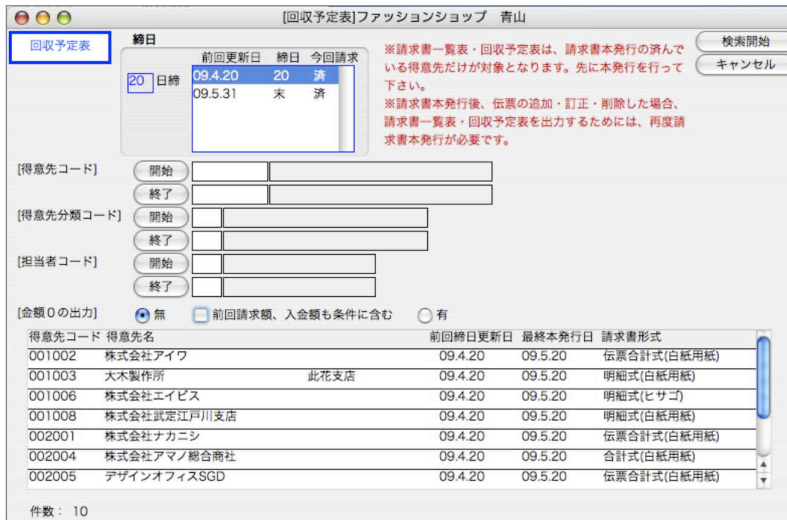 [回収予定表]ファッションショップ 青山
回収予定表
締日
前回更新日 締日 今回請求
20 日締
09.4.20 20 済
09.5.31 末 済
※請求書一覧表・回収予定表は、請求書本発行の済んで
いる得意先だけが対象となります。先に本発行を行って
下さい。
※請求書本発行後、伝票の追加・訂正・削除した場合、
請求書一覧表・回収予定表を出力するためには、再度請
求書本発行が必要です。
検索開始
キャンセル
[得意先コード] 開始
終了
[得意先分類コード] 開始
終了
[担当者コード] 開始
終了
[金額0の出力] 無 前回請求額、入金額も条件に含む 有
得意先コード 得意先名 前回締日更新日 最終本発行日 請求書形式
001002 株式会社アイワ 09.4.20 09.5.20 伝票合計式(白紙用紙)
001003 大木製作所 此花支店 09.4.20 09.5.20 明細式(白紙用紙)
001006 株式会社エイビス 09.4.20 09.5.20 明細式(ヒサゴ)
001008 株式会社武定江戸川支店 09.4.20 09.5.20 明細式(白紙用紙)
002001 株式会社ナカニシ 09.4.20 09.5.20 伝票合計式(白紙用紙)
002004 株式会社アマノ総合商社 09.4.20 09.5.20 合計式(白紙用紙)
002005 デザインオフィスSGD 09.4.20 09.5.20 伝票合計式(白紙用紙)
件数： 10